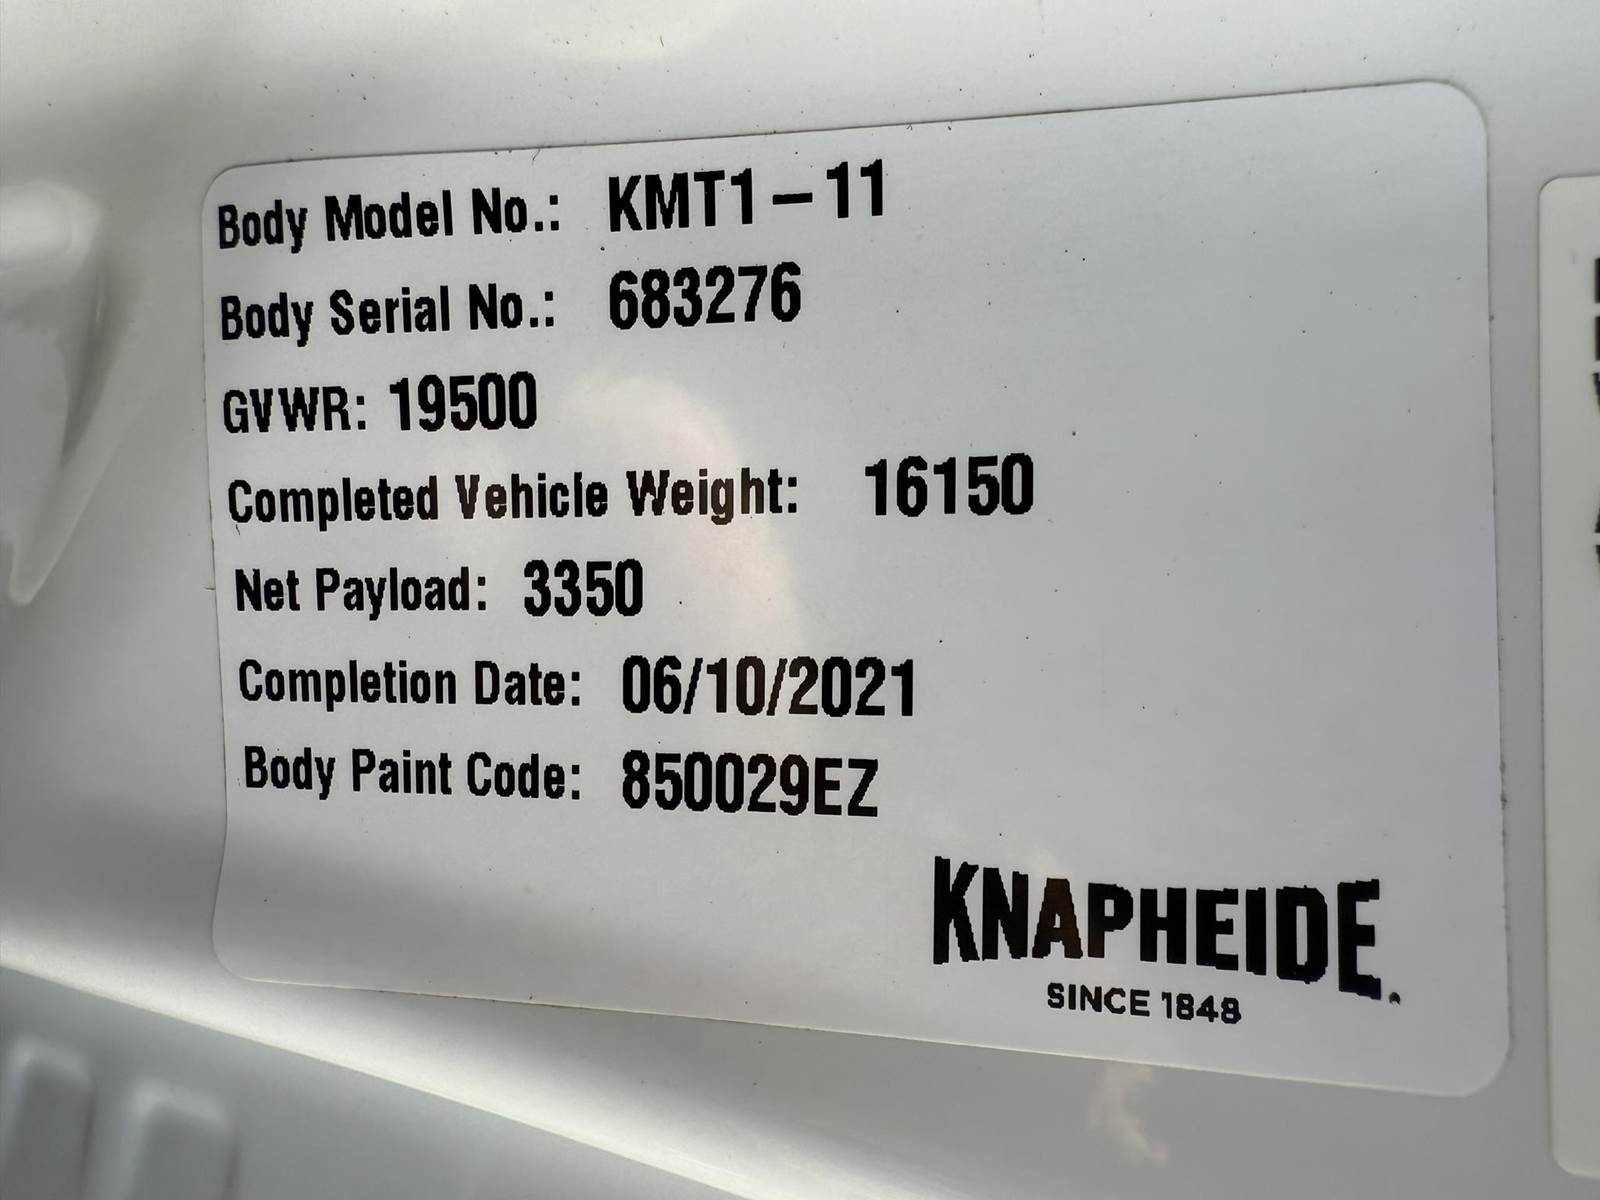 Body Model No.: KMT1-11
Body Serial No.: 683276
GVWR: 19500
Completed Vehicle Weight: 16150
Net Payload: 3350
Completion Date: 06/10/2021
Body Paint Code: 850029EZ
KNAPHEIDE.
SINCE 1848